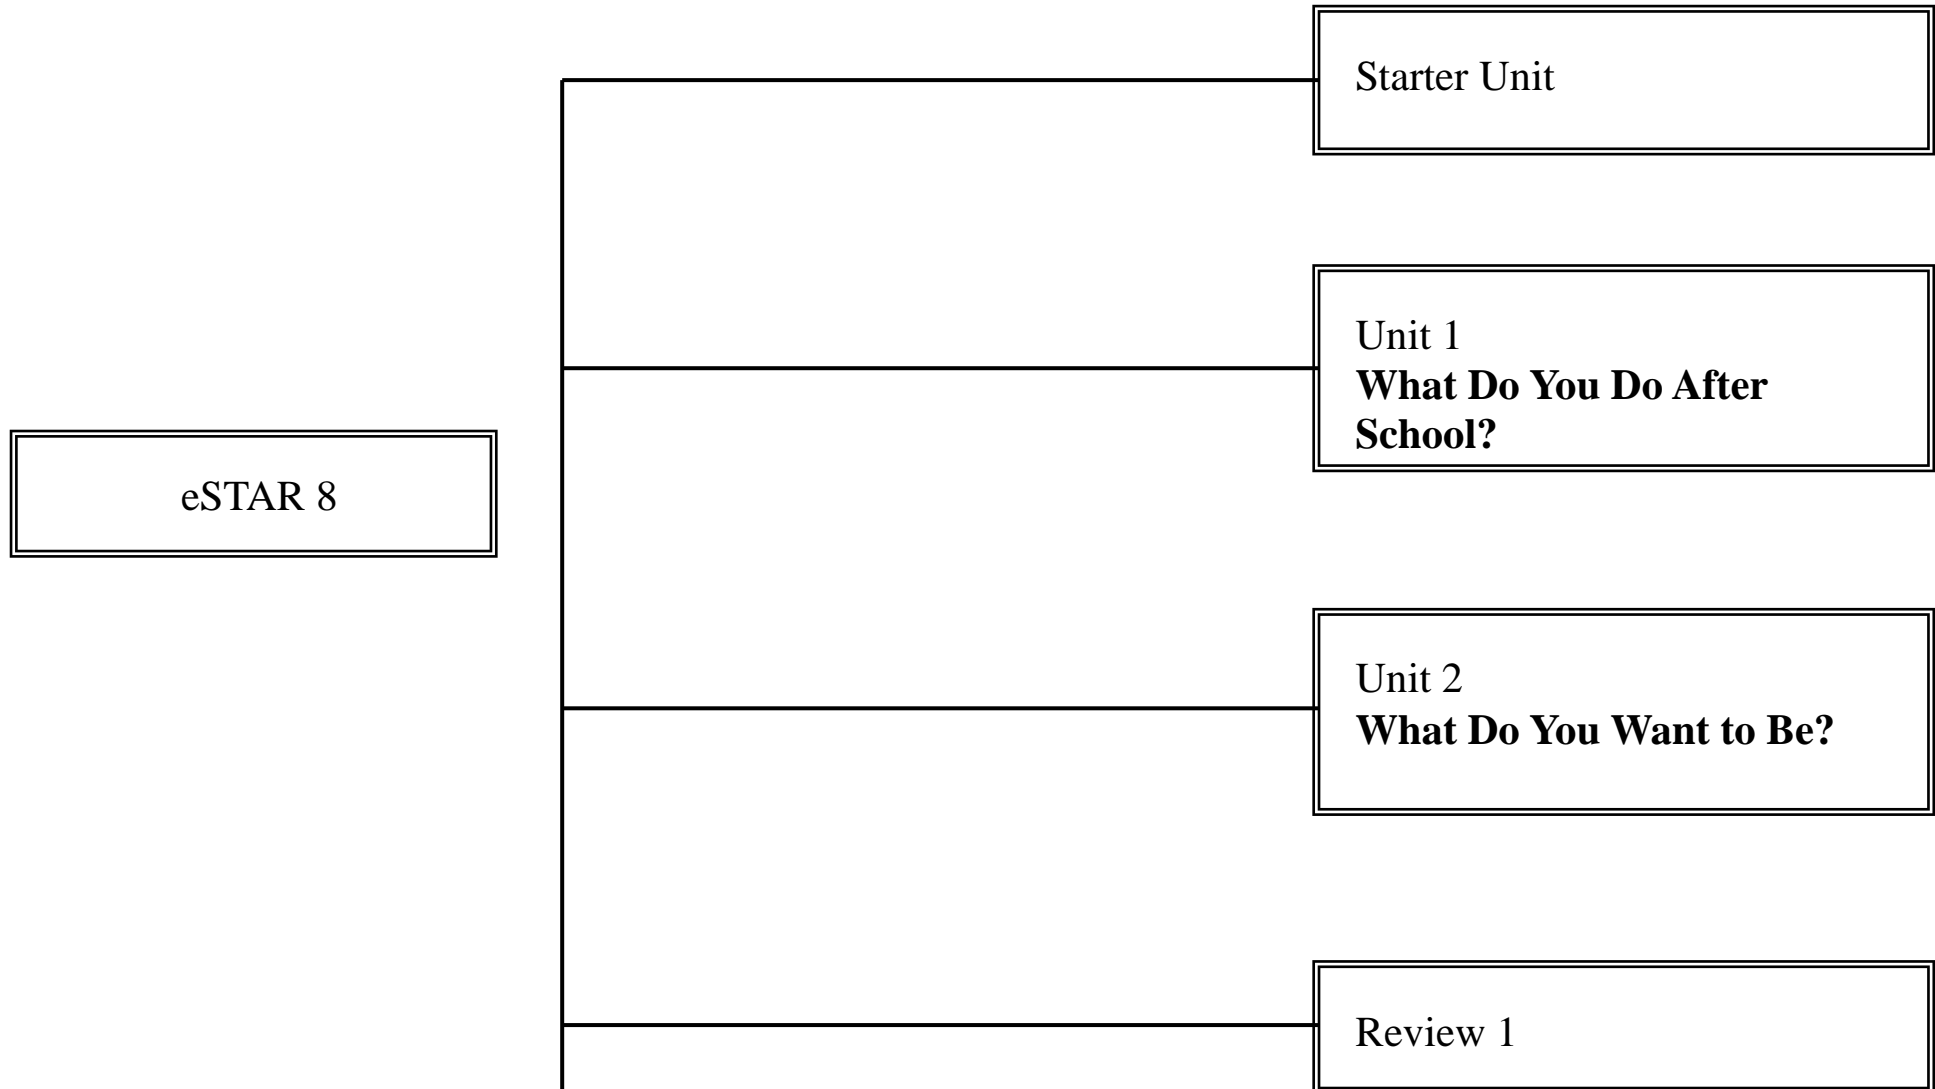 Starter Unit
Unit 1
What Do You Do After
School?
eSTAR 8
Unit 2
What Do You Want to Be?
Review 1